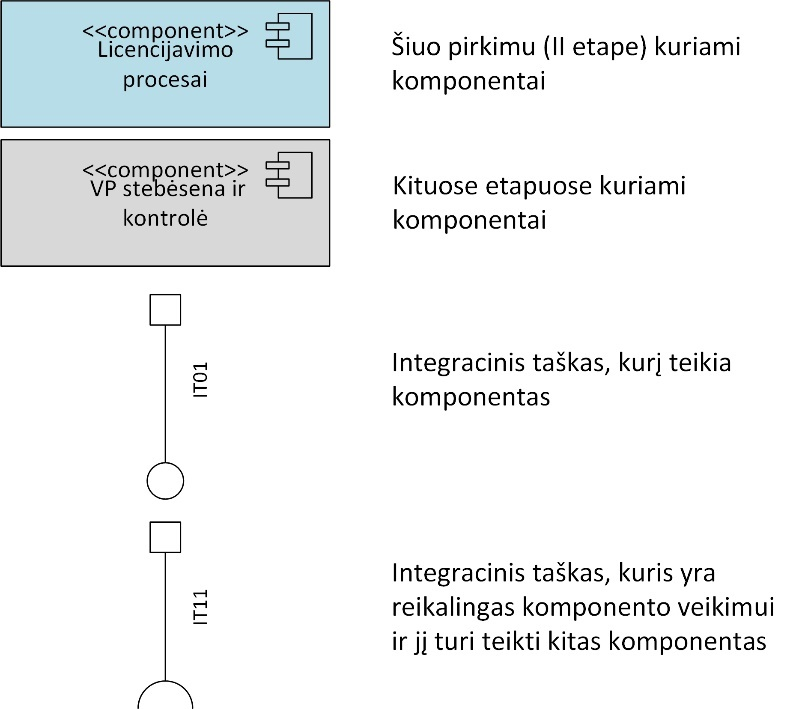 <<component>>
Licencijavimo
procesai
Šiuo pirkimu (II etape) kuriami
komponentai
<<component>>
VP stebėsena ir
kontrolė
Kituose etapuose kuriami
komponentai
IT01
Integracinis taškas, kurį teikia
komponentas
IT11
Integracinis taškas, kuris yra
reikalingas komponento veikimui
ir jį turi teikti kitas komponentas